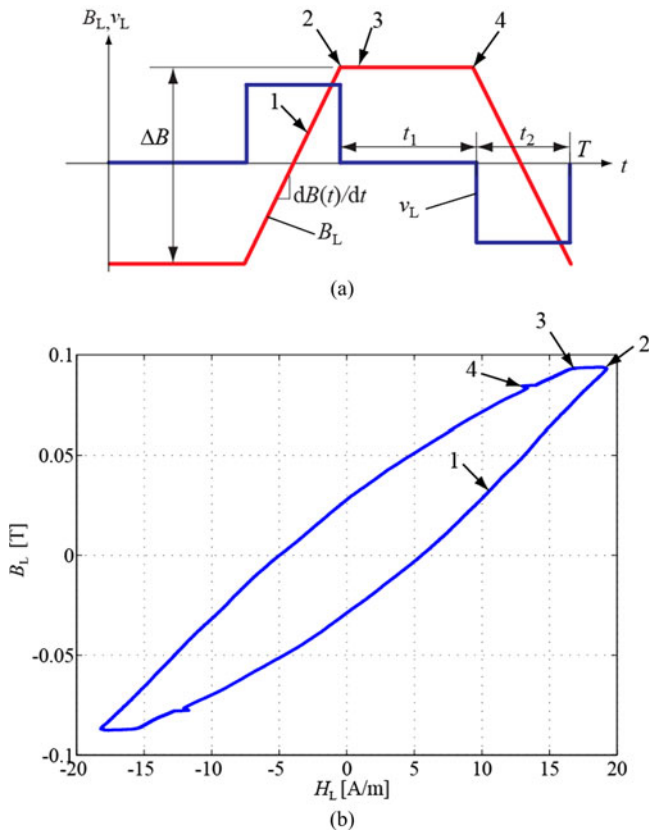 B_L, v_L
2
3
4
1
ΔB
t_1
t_2
T
t
dB(t)/dt
v_L
B_L
(a)
3
2
0.1
4
0.05
1
B_L [T]
0
-0.05
-0.1
-20
-15
-10
-5
0
5
10
15
20
H_L [A/m]
(b)